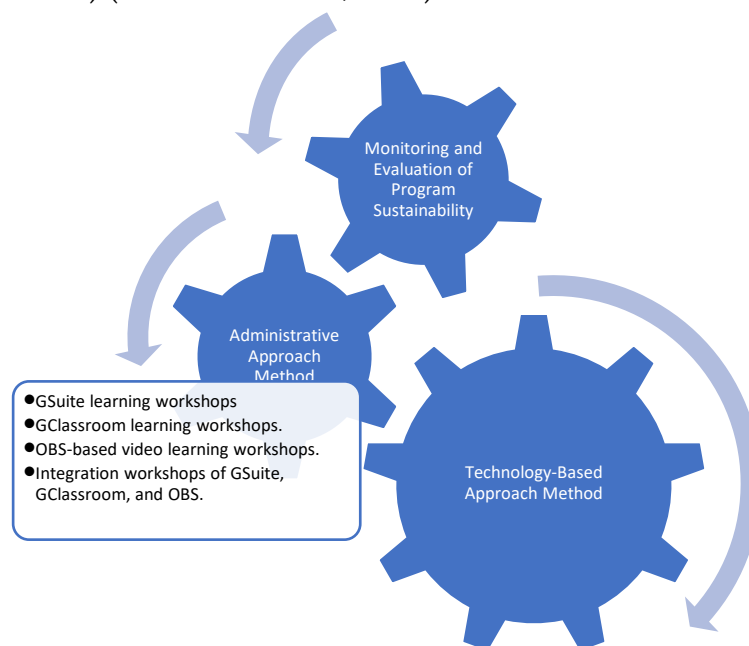 Monitoring and
Evaluation of
Program
Sustainability
Administrative
Approach
Method
●GSuite learning workshops
●GClassroom learning workshops.
●OBS-based video learning workshops.
●Integration workshops of GSuite,
GClassroom, and OBS.
Technology-Based
Approach Method